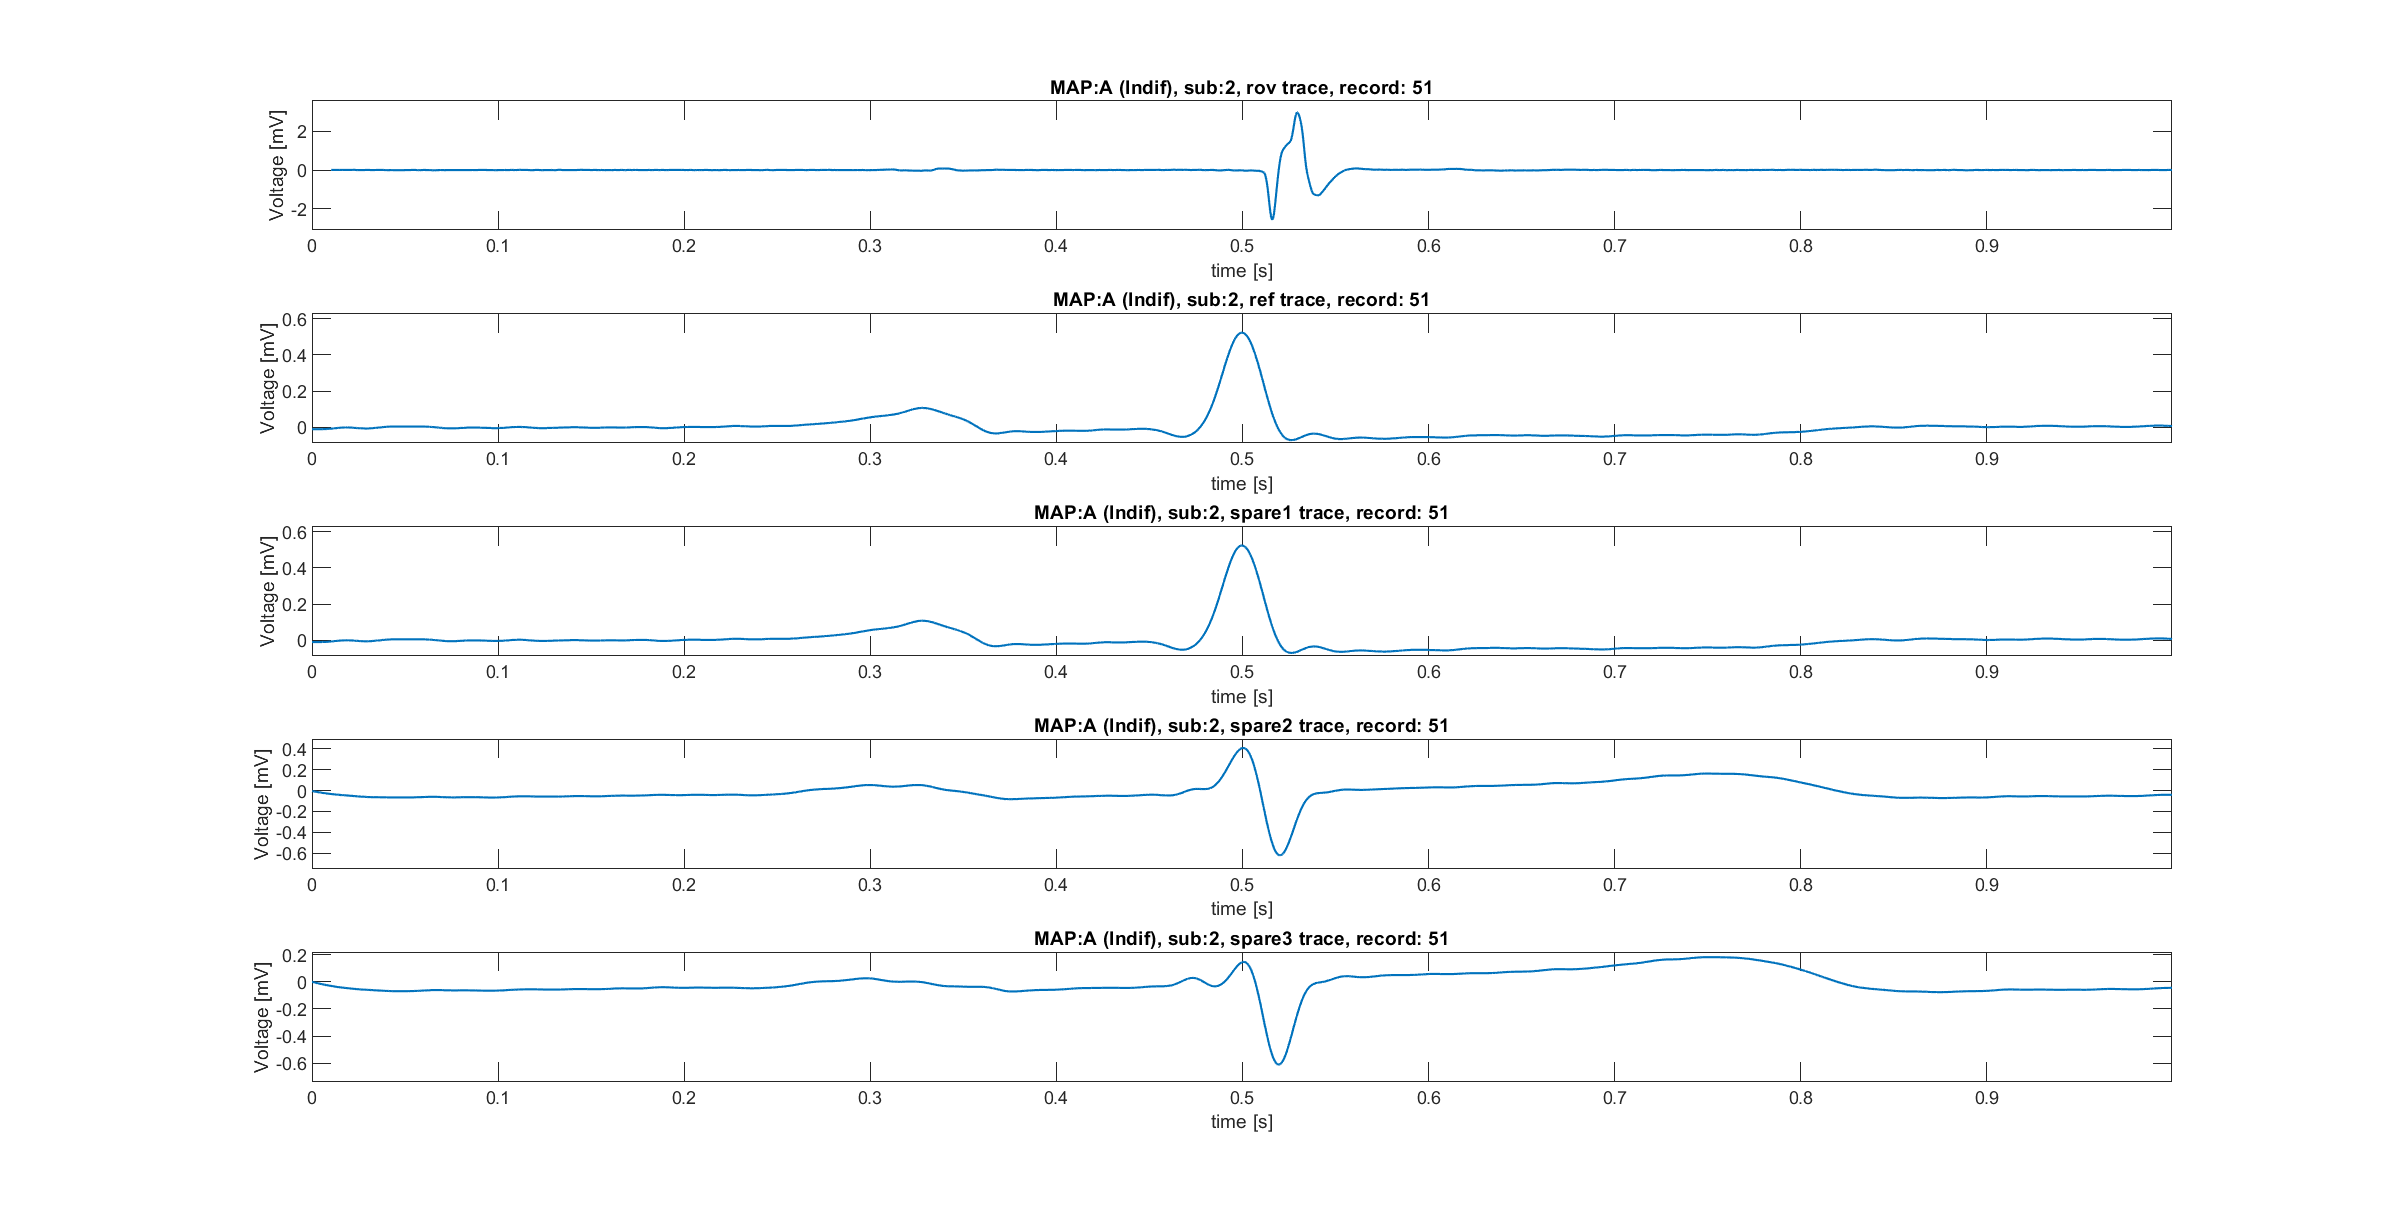 MAP:A (Indif), sub:2, rov trace, record: 51
Voltage [mV]
2
0
-2
0 0.1 0.2 0.3 0.4 0.5 0.6 0.7 0.8 0.9
time [s]
MAP:A (Indif), sub:2, ref trace, record: 51
Voltage [mV]
0.6
0.4
0.2
0
0 0.1 0.2 0.3 0.4 0.5 0.6 0.7 0.8 0.9
time [s]
MAP:A (Indif), sub:2, spare1 trace, record: 51
Voltage [mV]
0.6
0.4
0.2
0
0 0.1 0.2 0.3 0.4 0.5 0.6 0.7 0.8 0.9
time [s]
MAP:A (Indif), sub:2, spare2 trace, record: 51
Voltage [mV]
0.4
0.2
0
-0.2
-0.4
-0.6
0 0.1 0.2 0.3 0.4 0.5 0.6 0.7 0.8 0.9
time [s]
MAP:A (Indif), sub:2, spare3 trace, record: 51
Voltage [mV]
0.2
0
-0.2
-0.4
-0.6
0 0.1 0.2 0.3 0.4 0.5 0.6 0.7 0.8 0.9
time [s]